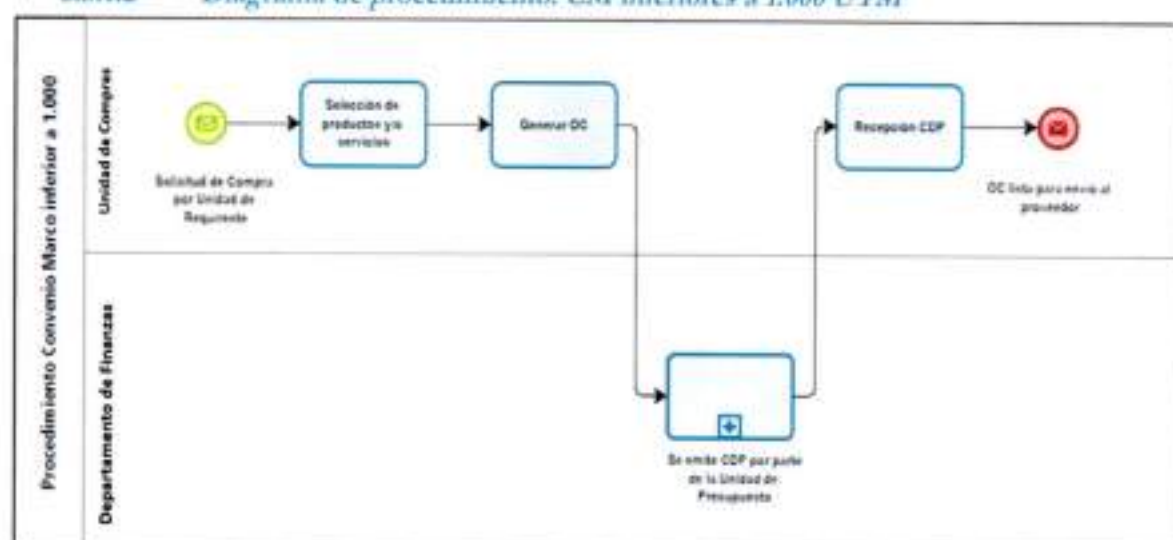 Diagrama de procedimiento: CM inferiores a 1.000 UTM
Procedimiento Convenio Marco inferior a 1.000
Unidad de Compras
Solicitud de Compra
por Unidad de
Requirente
Selección de
productos y/o
servicios
Generar OC
Recepción CDP
OC lista para envío al
proveedor
Departamento de Finanzas
Se emite CDP por parte
de la Unidad de
Presupuesto